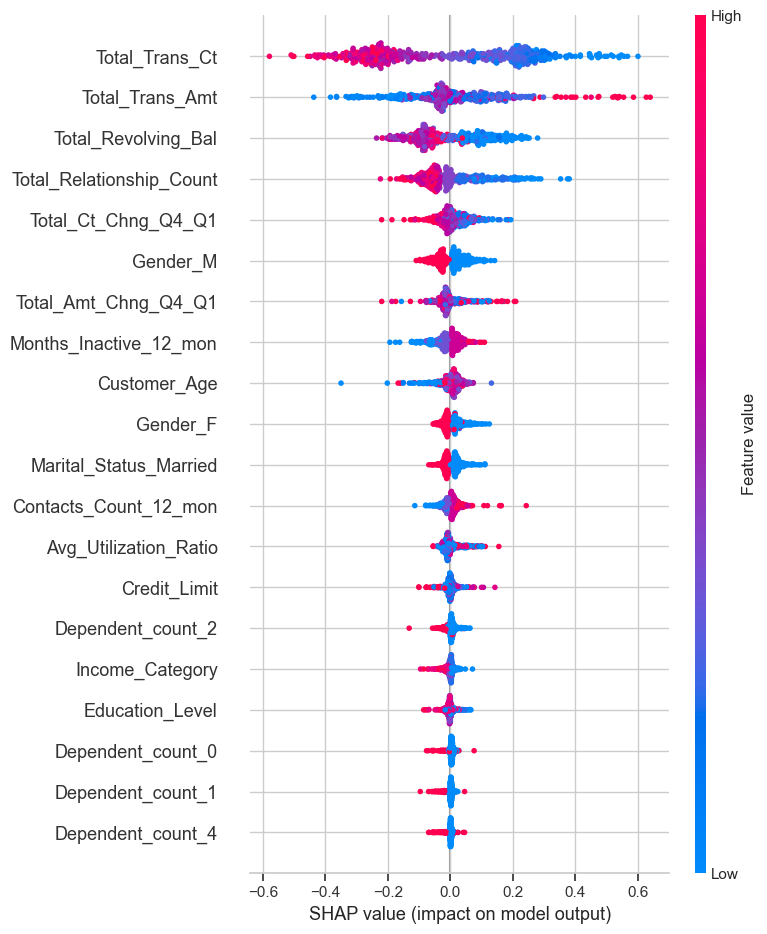 High
Total_Trans_Ct
Total_Trans_Amt
Total_Revolving_Bal
Total_Relationship_Count
Total_Ct_Chng_Q4_Q1
Gender_M
Total_Amt_Chng_Q4_Q1
Months_Inactive_12_mon
Customer_Age
Gender_F
Marital_Status_Married
Contacts_Count_12_mon
Avg_Utilization_Ratio
Credit_Limit
Dependent_count_2
Income_Category
Education_Level
Dependent_count_0
Dependent_count_1
Dependent_count_4
Feature value
Low
−0.6 −0.4 −0.2 0.0 0.2 0.4 0.6
SHAP value (impact on model output)